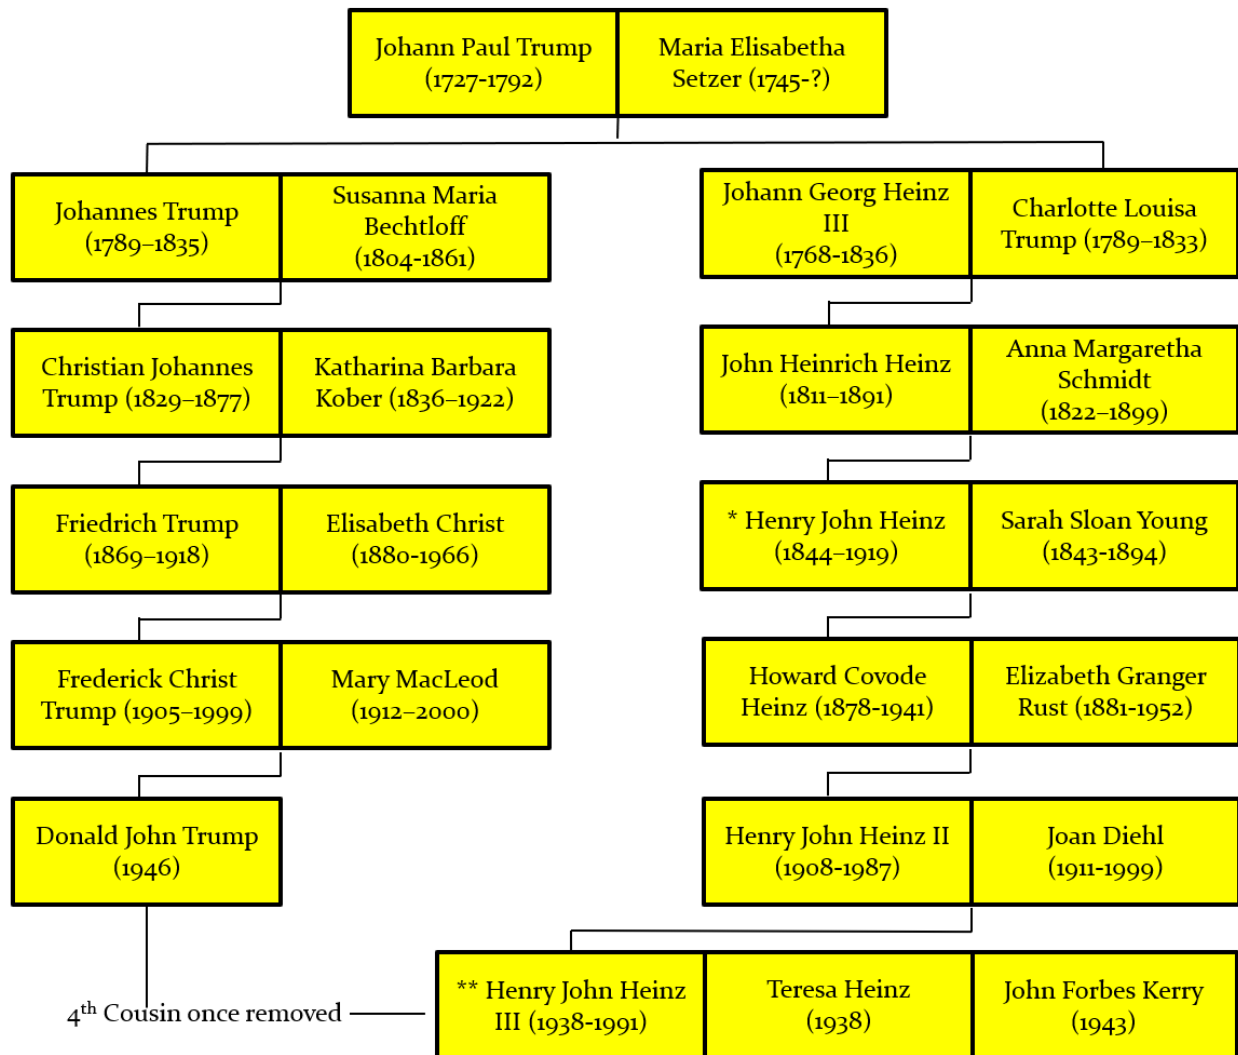 Johann Paul Trump
(1727-1792)
Maria Elisabetha
Setzer (1745-?)
Johannes Trump
(1789–1835)
Susanna Maria
Bechtloff
(1804-1861)
Johann Georg Heinz
III
(1768-1836)
Charlotte Louisa
Trump (1789–1833)
Christian Johannes
Trump (1829–1877)
Katharina Barbara
Kober (1836–1922)
John Heinrich Heinz
(1811–1891)
Anna Margaretha
Schmidt
(1822–1899)
Friedrich Trump
(1869–1918)
Elisabeth Christ
(1880-1966)
* Henry John Heinz
(1844–1919)
Sarah Sloan Young
(1843-1894)
Frederick Christ
Trump (1905–1999)
Mary MacLeod
(1912–2000)
Howard Covode
Heinz (1878-1941)
Elizabeth Granger
Rust (1881-1952)
Donald John Trump
(1946)
Henry John Heinz II
(1908-1987)
Joan Diehl
(1911-1999)
4th Cousin once removed
** Henry John Heinz
III (1938-1991)
Teresa Heinz
(1938)
John Forbes Kerry
(1943)